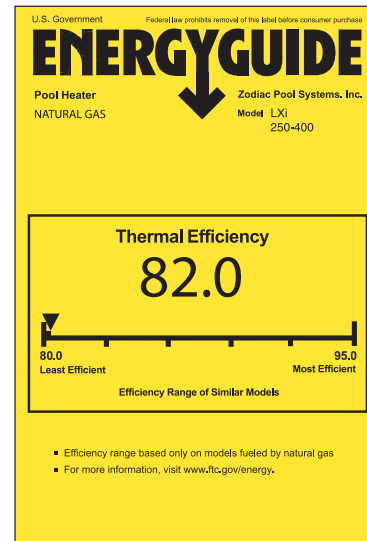 U.S. Government Federal law prohibits removal of this label before consumer purchase
ENERGYGUIDE
Pool Heater Zodiac Pool Systems. Inc.
NATURAL GAS Model LXi
250-400
Thermal Efficiency
82.0
80.0 95.0
Least Efficient Most Efficient
Efficiency Range of Similar Models
▪ Efficiency range based only on models fueled by natural gas
▪ For more information, visit www.ftc.gov/energy.